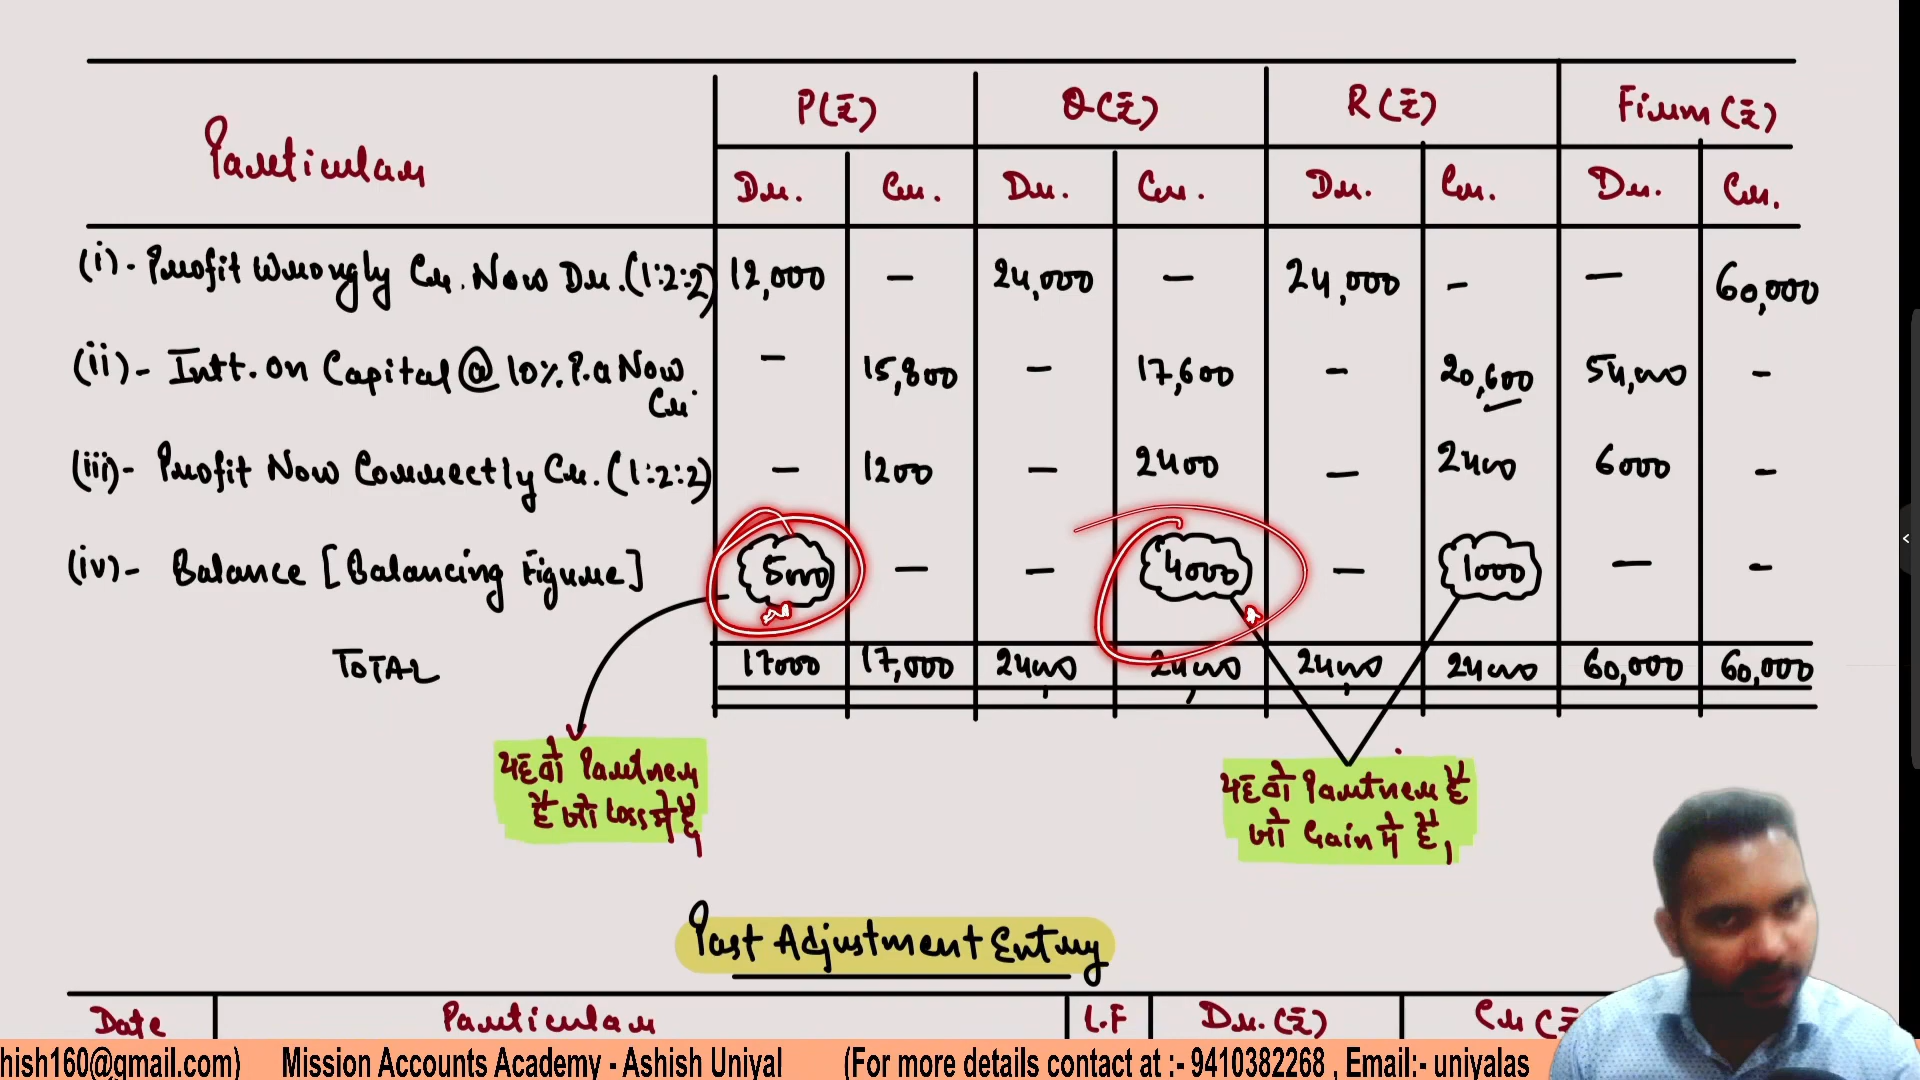 P(₹) Q(₹) R(₹) Firm(₹)
Particular
Dr. Cr. Dr. Cr. Dr. Cr. Dr. Cr.
(i)- Profit Wrongly Cr. Now Dr. (1:2:2) 12,000 — 24,000 — 24,000 - — 60,000
(ii)- Intt. on Capital @ 10% P.a Now Cr. — 15,800 — 17,600 — 20,600 54,000 -
(iii)- Profit Now Correctly Cr. (1:2:2) — 1200 — 2400 — 2400 6000 -
(iv)- Balance [Balancing Figure] 5000 — — 4000 — 1000 — -
TOTAL 17000 17,000 24000 24000 24000 24000 60,000 60,000
यह वो Partner
हैं जो Loss में हैं।
यह वो Partner हैं
जो Gain में हैं।
Past Adjustment Entry
Date Particular L.F Dr. (₹) Cr (₹
hish160@gmail.com) Mission Accounts Academy - Ashish Uniyal (For more details contact at :- 9410382268 , Email:- uniyalas